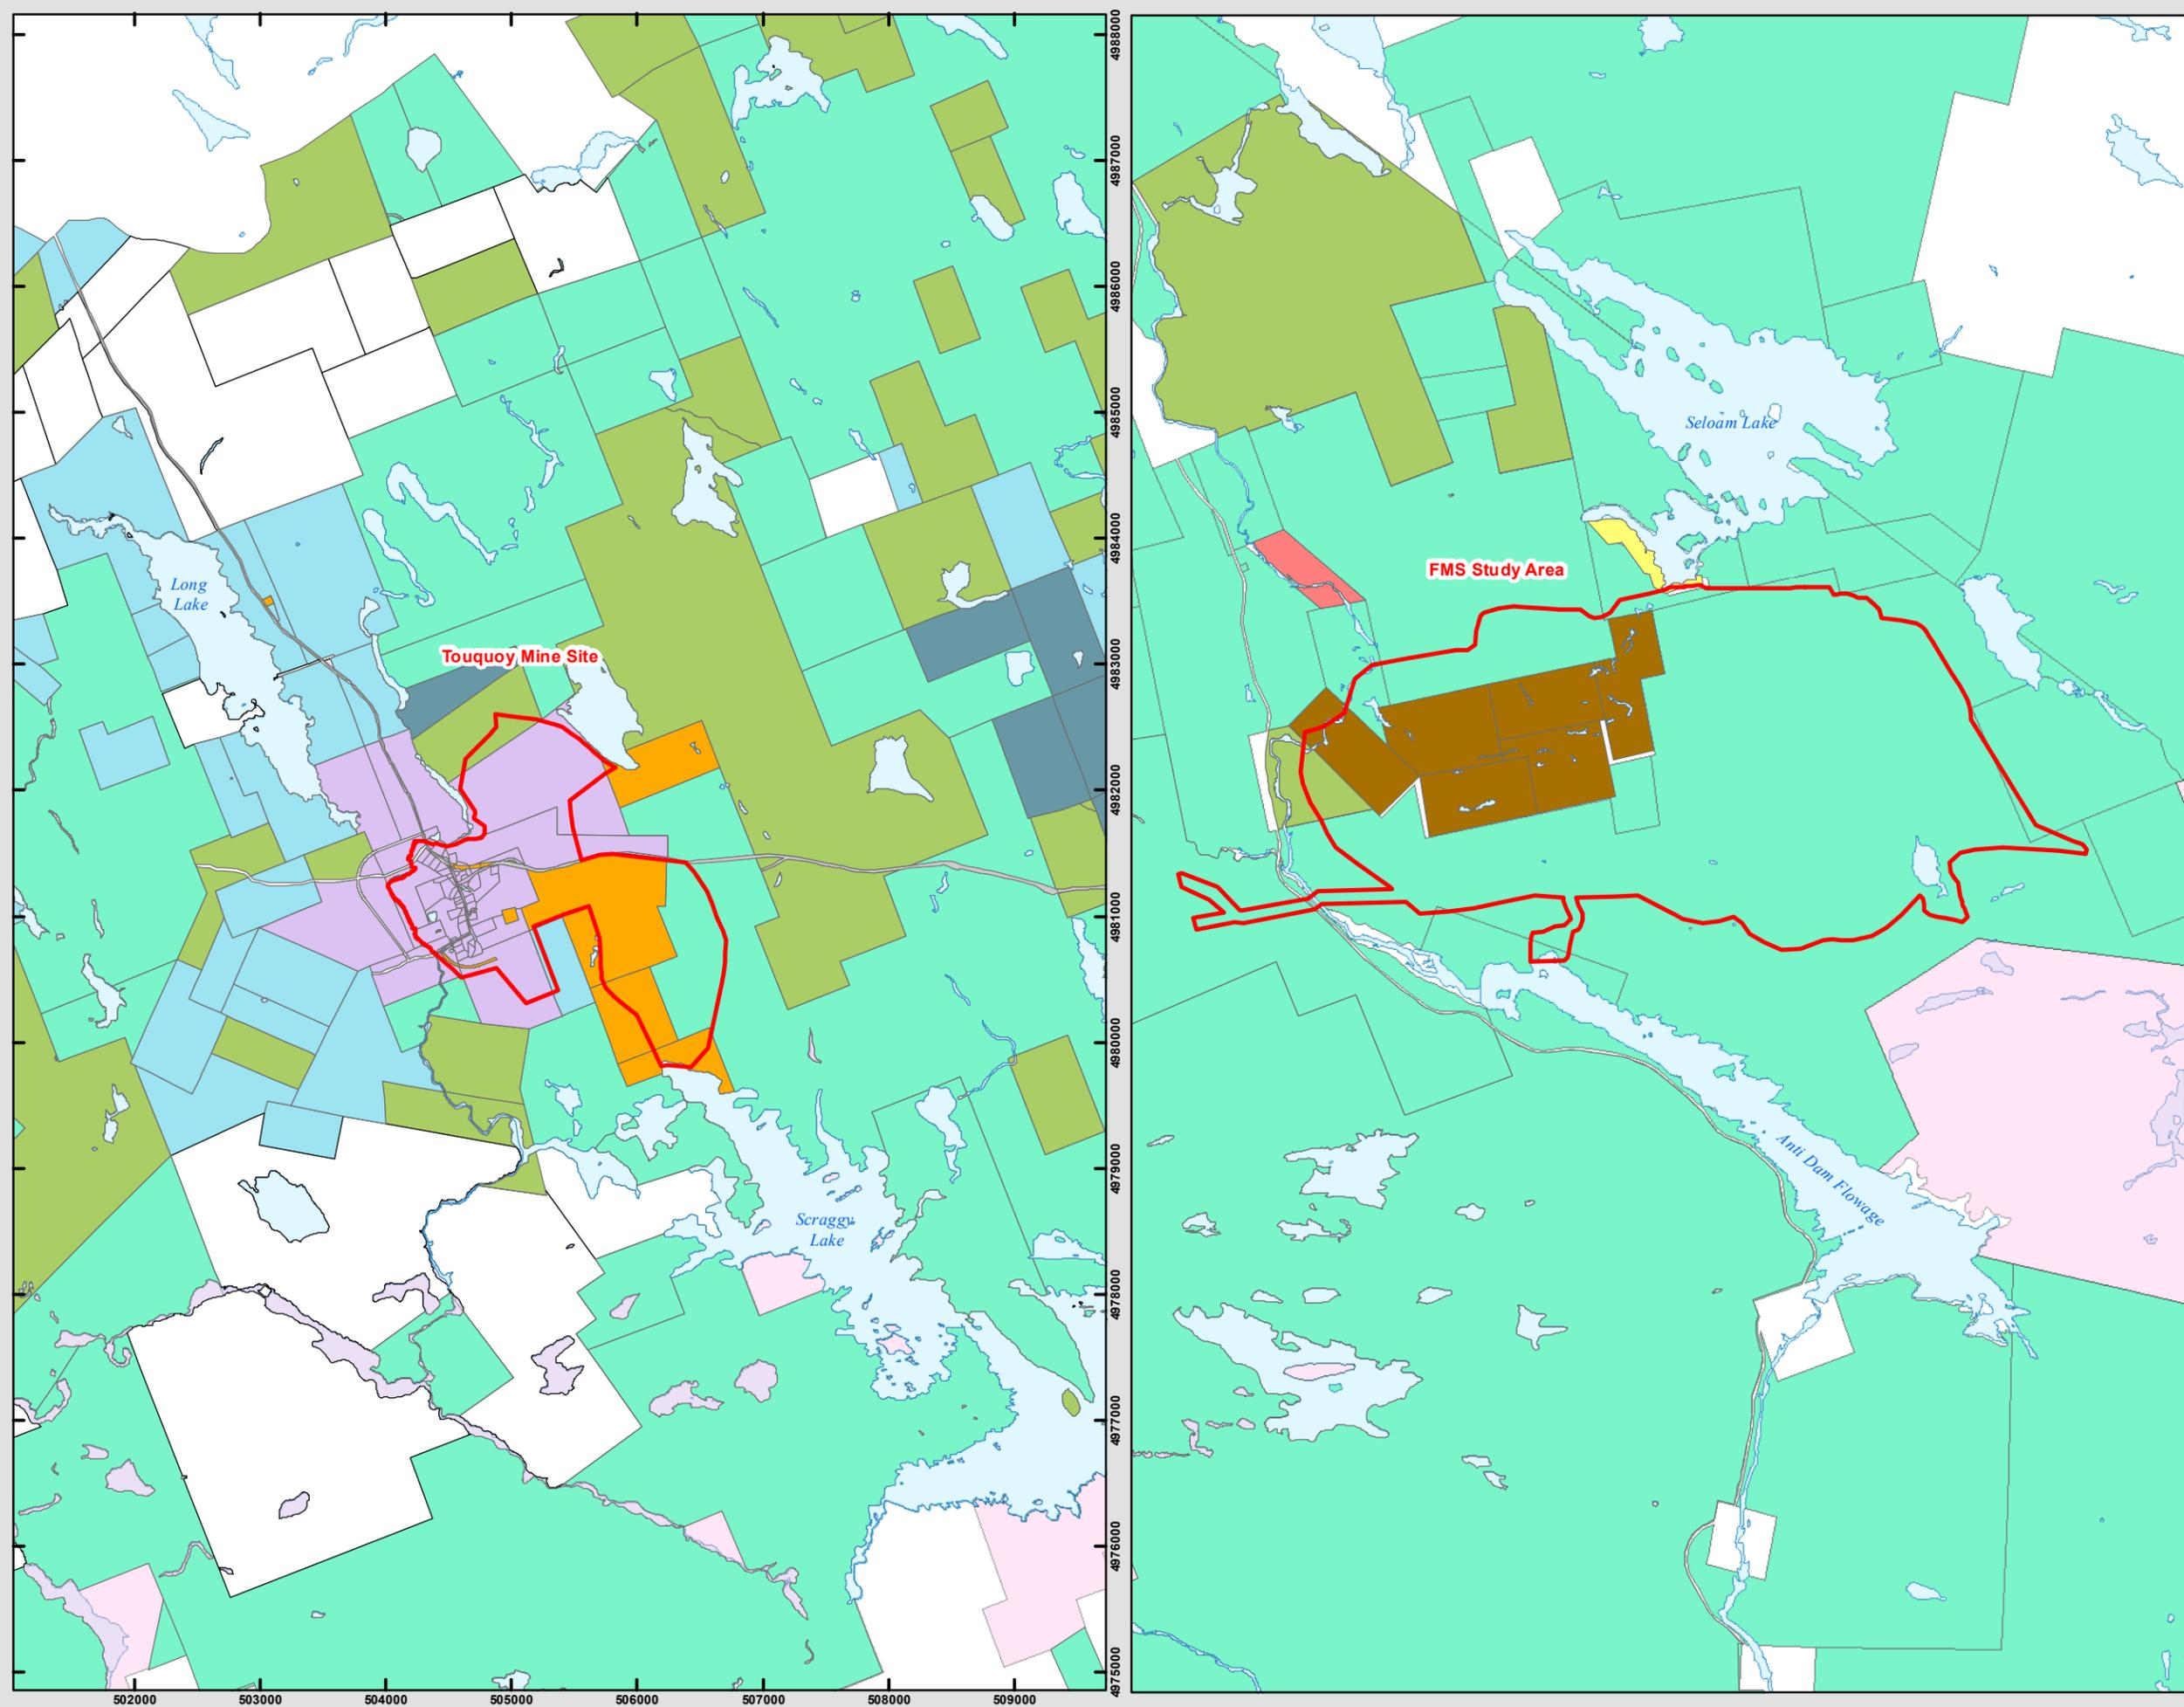 Long
Lake
Touquoy Mine Site
Scraggy
Lake
4988000
4987000
4986000
4985000
4984000
4983000
4982000
4981000
4980000
4979000
4978000
4977000
4976000
4975000
502000 503000 504000 505000 506000 507000 508000 509000
Seloam Lake
FMS Study Area
Anti Dam Flowage